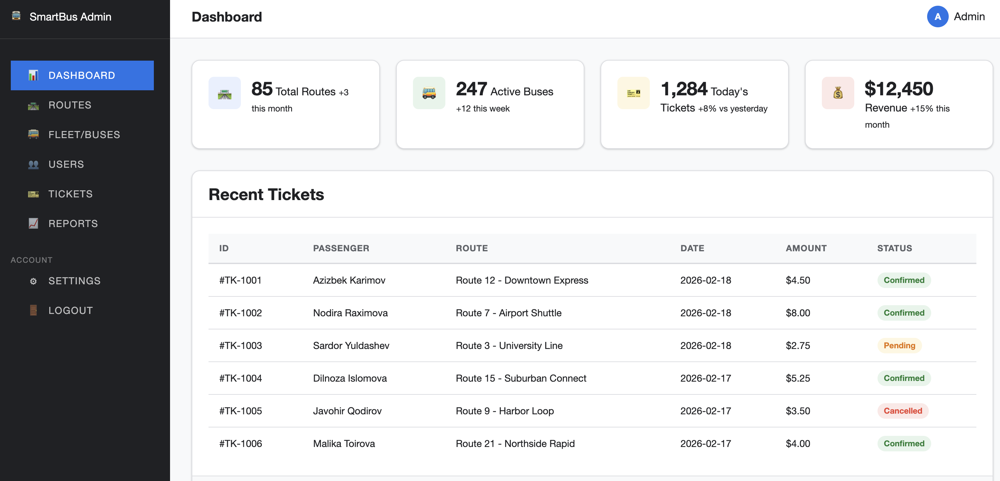 SmartBus Admin
Dashboard
A Admin
DASHBOARD
ROUTES
FLEET/BUSES
USERS
TICKETS
REPORTS
ACCOUNT
SETTINGS
LOGOUT
85 Total Routes +3
this month
247 Active Buses
+12 this week
1,284 Today's
Tickets +8% vs yesterday
$12,450
Revenue +15% this
month
Recent Tickets
ID PASSENGER ROUTE DATE AMOUNT STATUS
#TK-1001 Azizbek Karimov Route 12 - Downtown Express 2026-02-18 $4.50 Confirmed
#TK-1002 Nodira Raximova Route 7 - Airport Shuttle 2026-02-18 $8.00 Confirmed
#TK-1003 Sardor Yuldashev Route 3 - University Line 2026-02-18 $2.75 Pending
#TK-1004 Dilnoza Islomova Route 15 - Suburban Connect 2026-02-17 $5.25 Confirmed
#TK-1005 Javohir Qodirov Route 9 - Harbor Loop 2026-02-17 $3.50 Cancelled
#TK-1006 Malika Toirova Route 21 - Northside Rapid 2026-02-17 $4.00 Confirmed